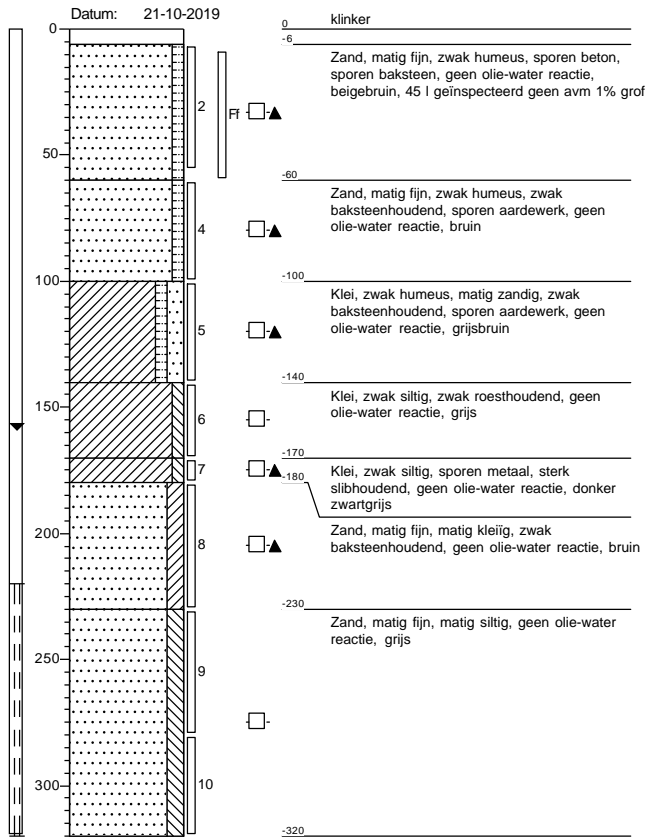 Datum: 21-10-2019
0
0
klinker
-6
Zand, matig fijn, zwak humeus, sporen beton,
sporen baksteen, geen olie-water reactie,
beigebruin, 45 l geïnspecteerd geen avm 1% grof
2
Ff
50
-60
Zand, matig fijn, zwak humeus, zwak
baksteenhoudend, sporen aardewerk, geen
olie-water reactie, bruin
4
100
-100
Klei, zwak humeus, matig zandig, zwak
baksteenhoudend, sporen aardewerk, geen
olie-water reactie, grijsbruin
5
-140
Klei, zwak siltig, zwak roesthoudend, geen
olie-water reactie, grijs
150
6
-170
7
-180
Klei, zwak siltig, sporen metaal, sterk
slibhoudend, geen olie-water reactie, donker
zwartgrijs
200
8
Zand, matig fijn, matig kleiïg, zwak
baksteenhoudend, geen olie-water reactie, bruin
-230
Zand, matig fijn, matig siltig, geen olie-water
reactie, grijs
250
9
300
10
-320